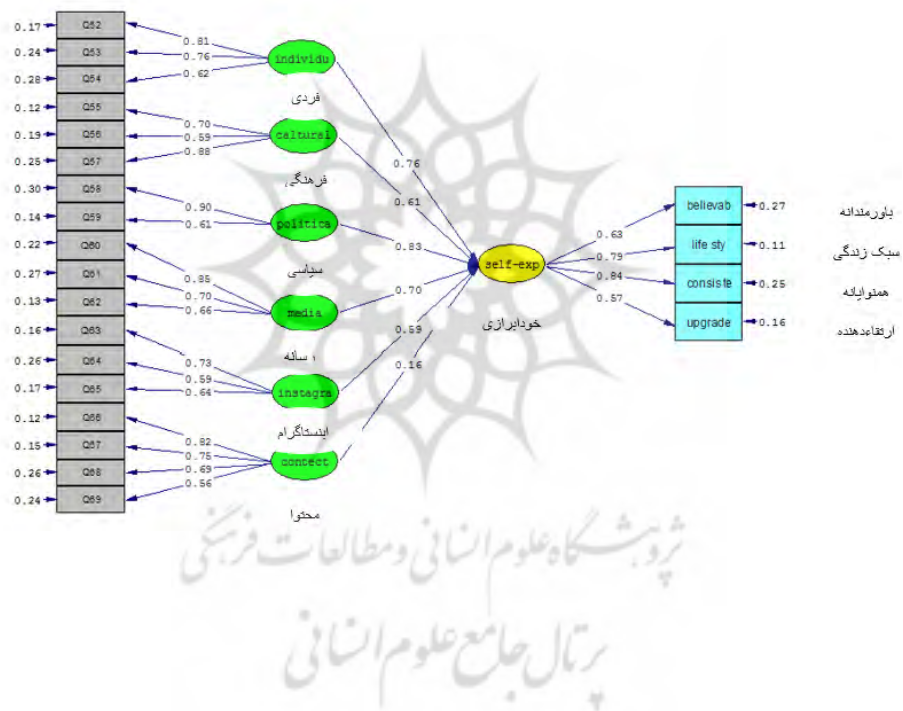 0.17 Q52
0.24 Q53
0.28 Q54
0.12 Q55
0.19 Q56
0.25 Q57
0.30 Q58
0.14 Q59
0.22 Q60
0.27 Q61
0.13 Q62
0.16 Q63
0.26 Q64
0.17 Q65
0.12 Q66
0.15 Q67
0.26 Q68
0.24 Q69
0.81
0.76
0.62
0.70
0.59
0.88
0.90
0.61
0.85
0.70
0.66
0.73
0.59
0.64
0.82
0.75
0.69
0.56
individu
فردی
caltural
فرهنگی
politica
سیاسی
media
رسانه
instagra
اینستاگرام
contect
محتوا
0.76
0.61
0.83
0.70
0.59
0.16
self-exp
خودابرازی
0.63
0.79
0.84
0.57
believab 0.27 باورمندانه
life sty 0.11 سبک زندگی
consiste 0.25 همنوایانه
upgrade 0.16 ارتقاءدهنده
پژوهشگاه علوم انسانی و مطالعات فرهنگی
پرتال جامع علوم انسانی